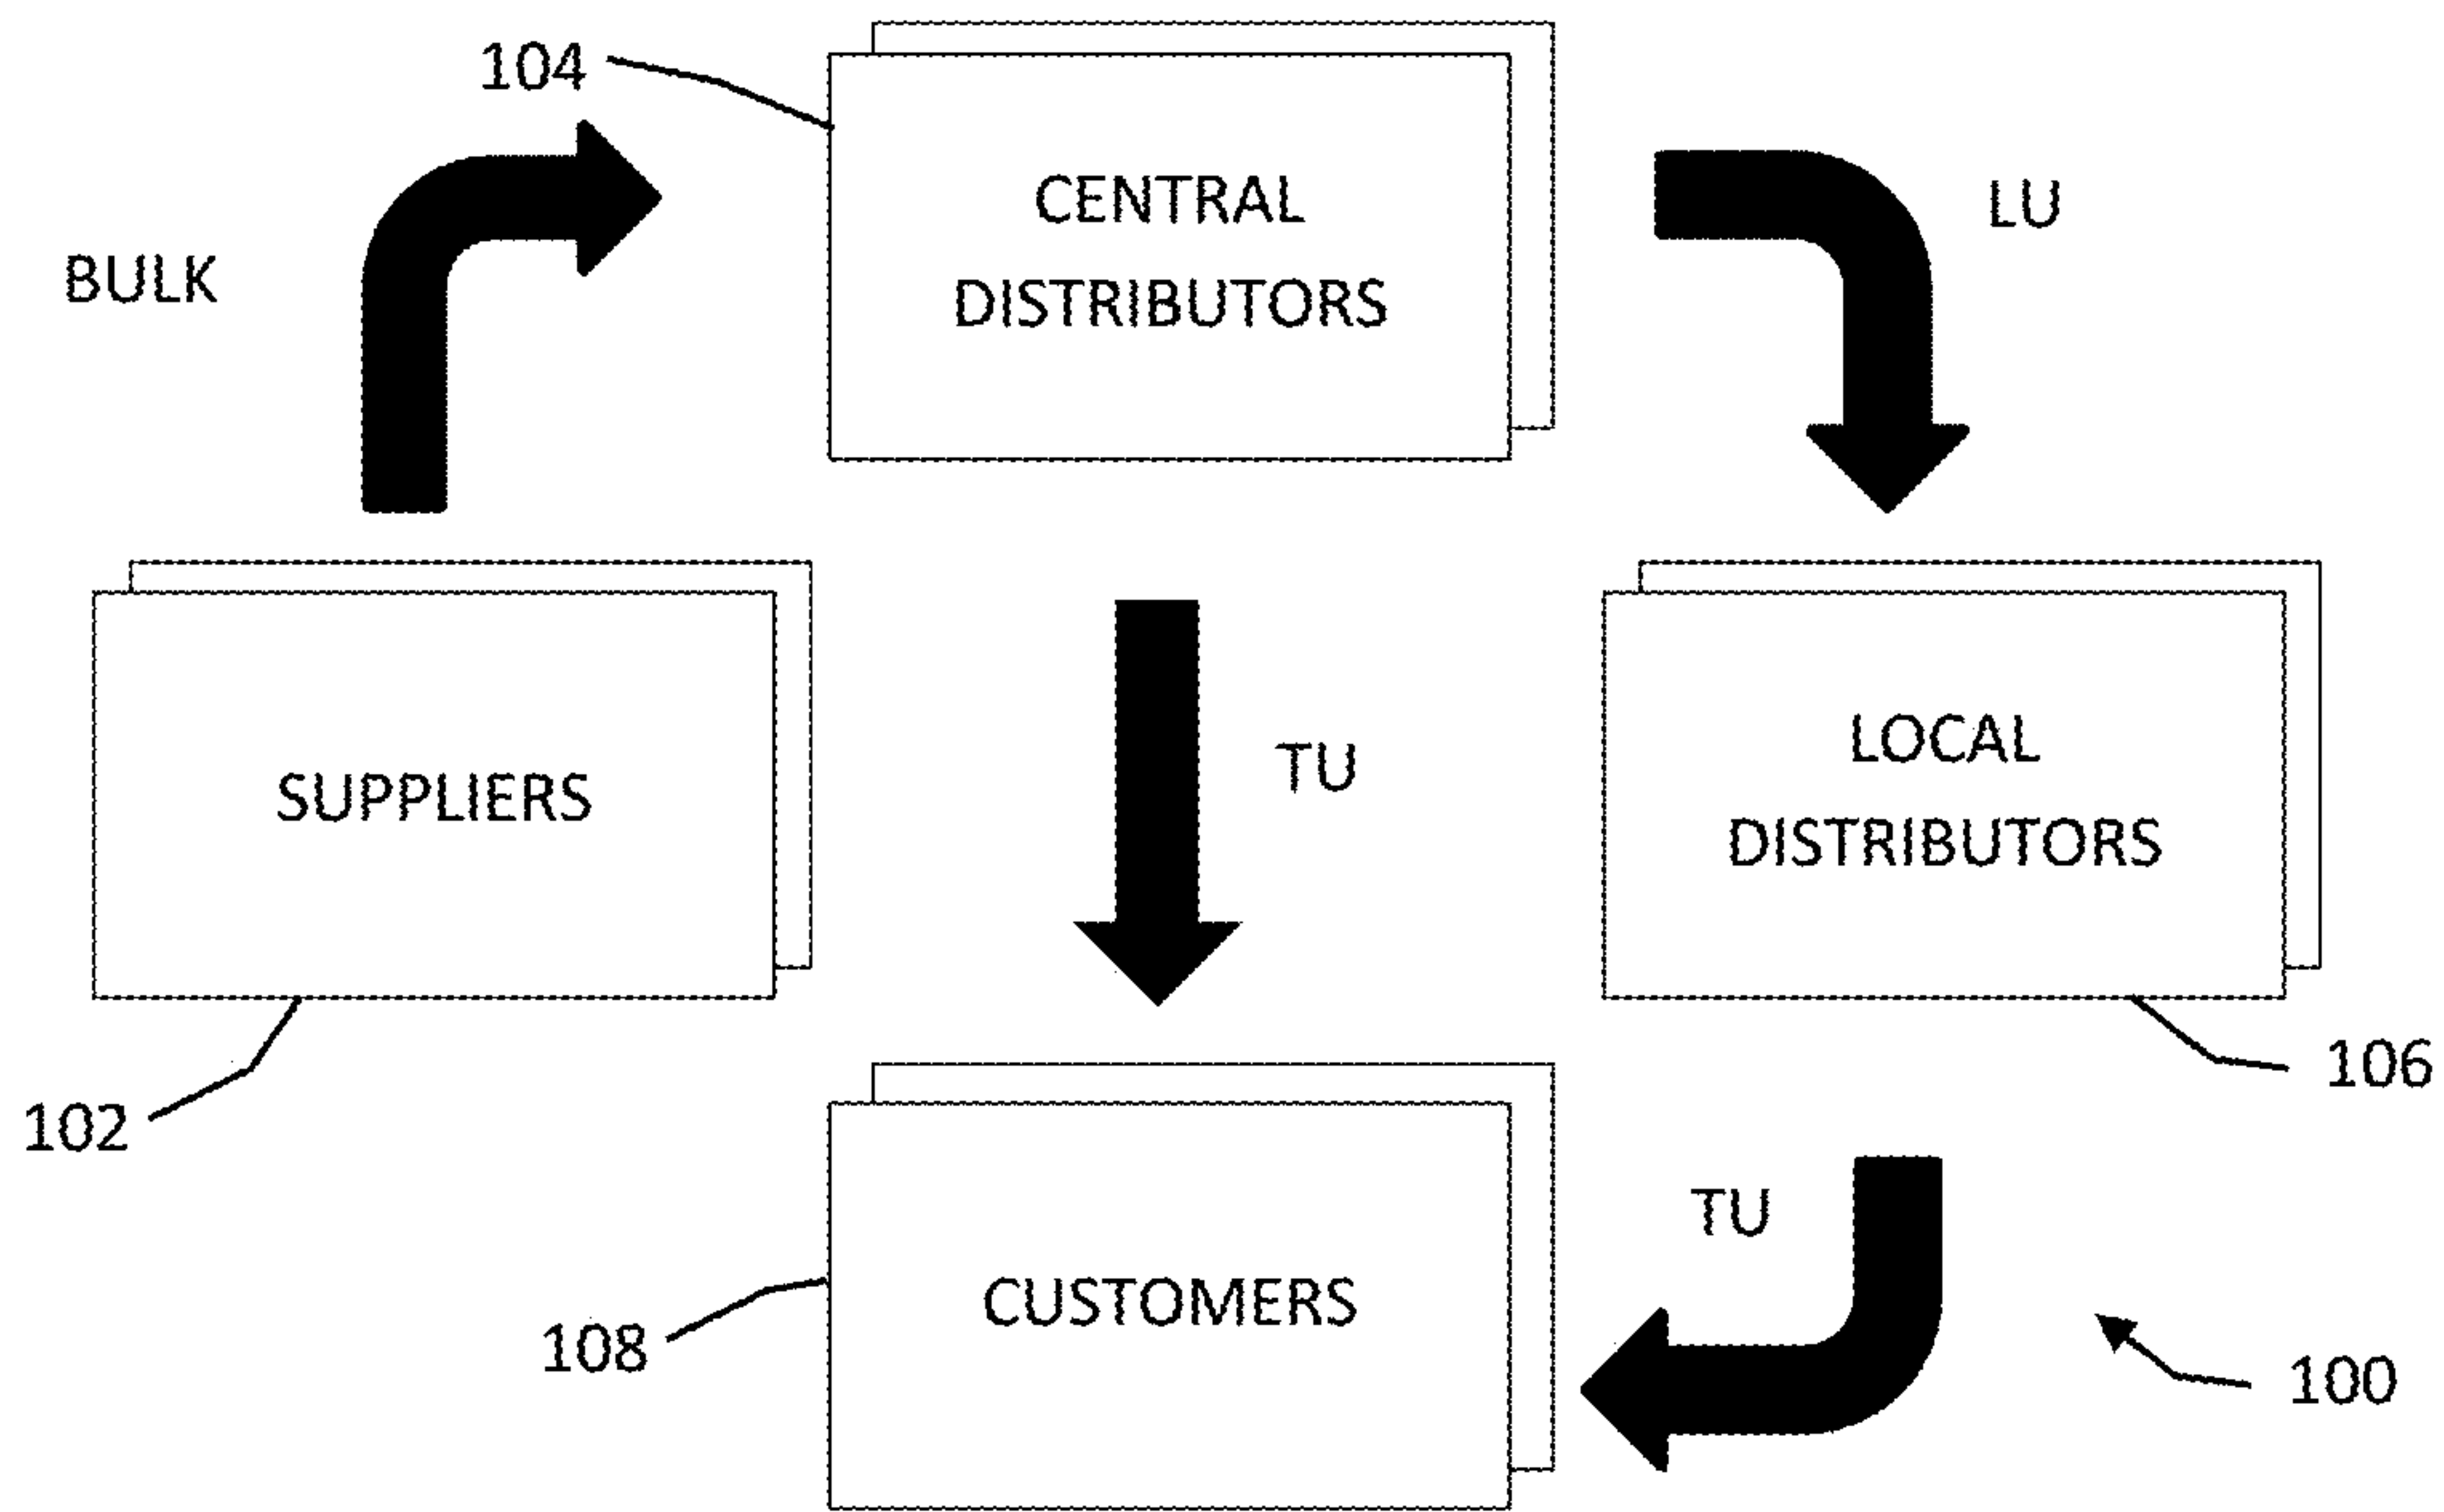 104
CENTRAL
DISTRIBUTORS
LU
BULK
SUPPLIERS
TU
LOCAL
DISTRIBUTORS
102
106
TU
CUSTOMERS
108
100